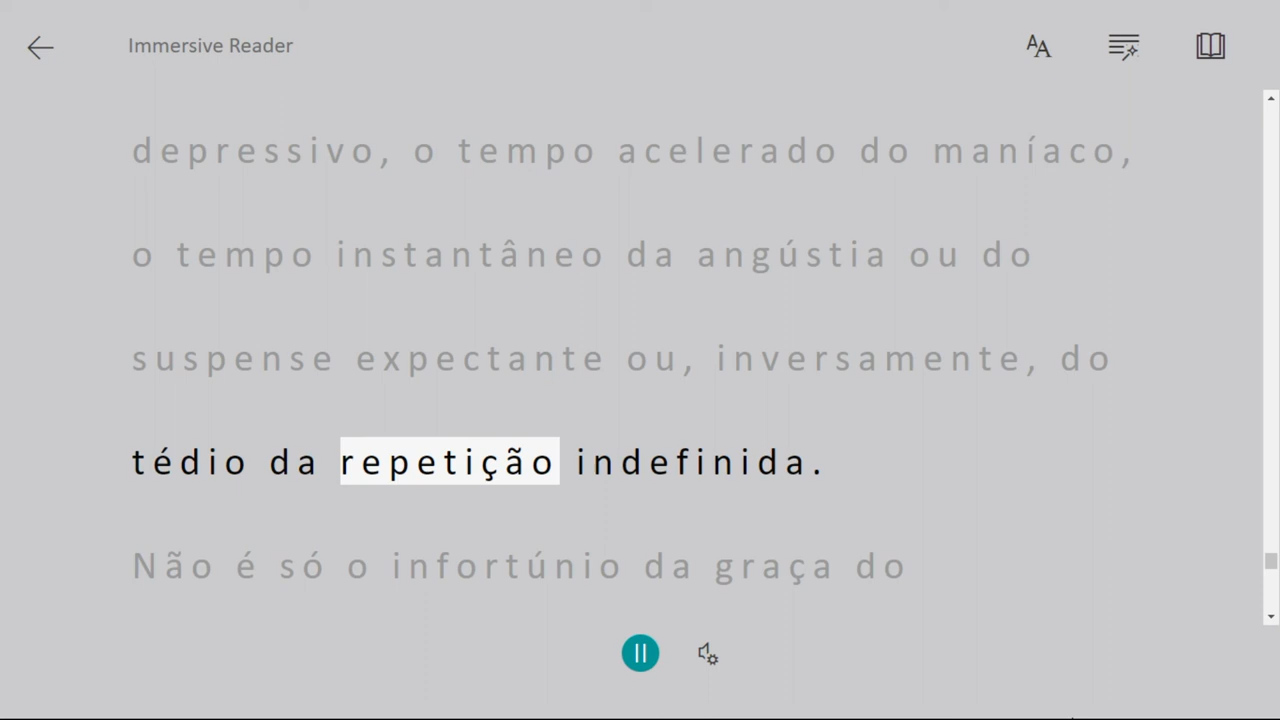 Immersive Reader
depressivo, o tempo acelerado do maníaco,
o tempo instantâneo da angústia ou do
suspense expectante ou, inversamente, do
tédio da repetição indefinida.
Não é só o infortúnio da graça do